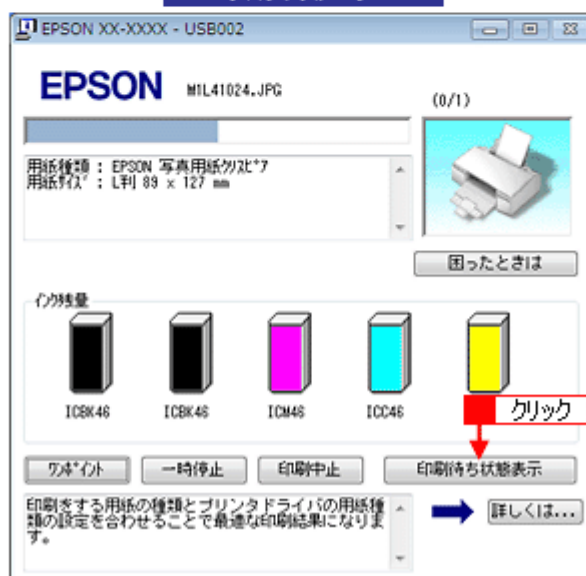 EPSON XX-XXXX - USB002
EPSON M1L41024.JPG
(0/1)
用紙種類 : EPSON 写真用紙クリスピア
用紙サイズ : L判 89 x 127 mm
困ったときは
インク残量
ICBK46 ICBK46 ICM46 ICC46
クリック
ワンポイント 一時停止 印刷中止 印刷待ち状態表示
印刷をする用紙の種類とプリンタドライバの用紙種
類の設定を合わせることで最適な印刷結果になりま
す。
詳しくは...